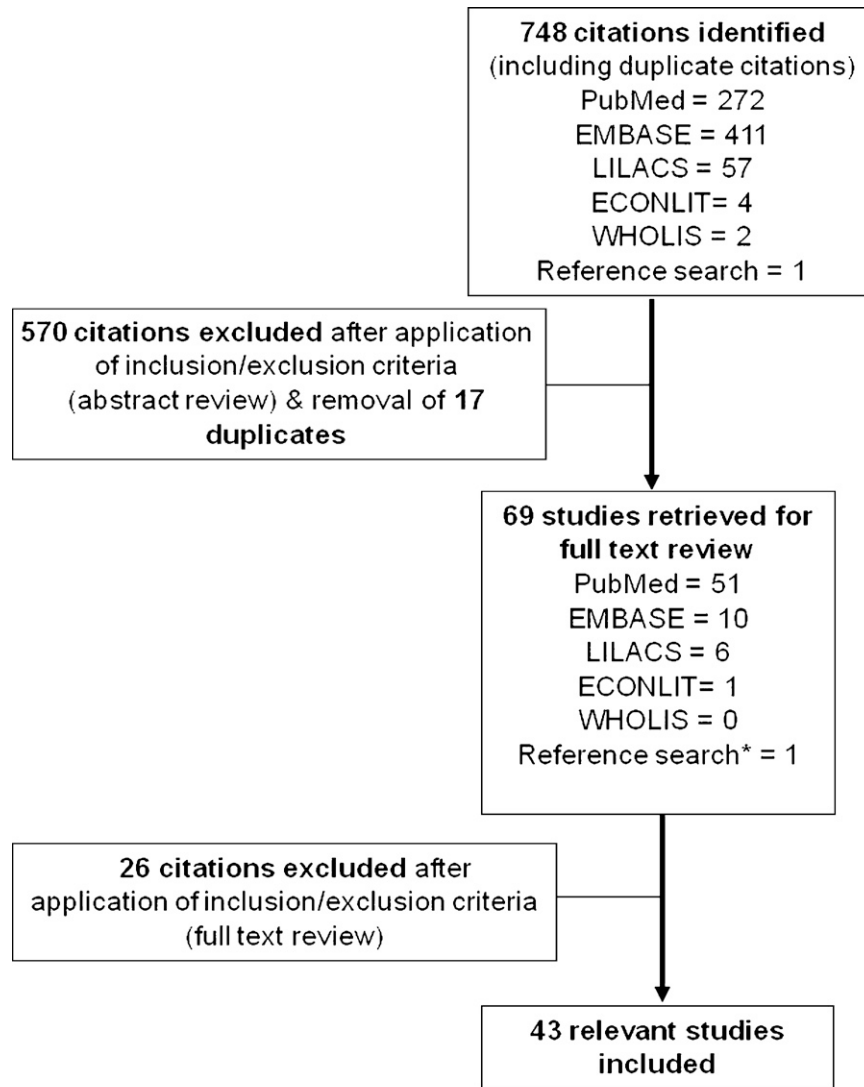 748 citations identified
(including duplicate citations)
PubMed = 272
EMBASE = 411
LILACS = 57
ECONLIT= 4
WHOLIS = 2
Reference search = 1
570 citations excluded after application
of inclusion/exclusion criteria
(abstract review) & removal of 17
duplicates
69 studies retrieved for
full text review
PubMed = 51
EMBASE = 10
LILACS = 6
ECONLIT= 1
WHOLIS = 0
Reference search* = 1
26 citations excluded after
application of inclusion/exclusion criteria
(full text review)
43 relevant studies
included